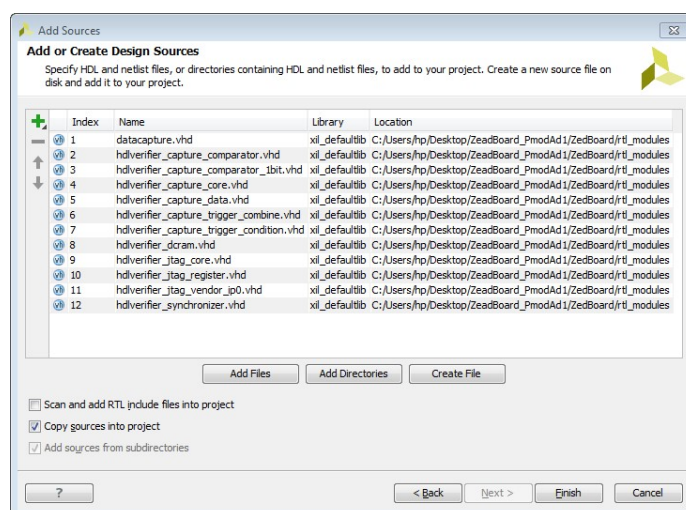 Add Sources
Add or Create Design Sources
Specify HDL and netlist files, or directories containing HDL and netlist files, to add to your project. Create a new source file on
disk and add it to your project.
Index Name Library Location
1 datacapture.vhd xil_defaultlib C:/Users/hp/Desktop/ZeadBoard_PmodAd1/ZedBoard/rtl_modules
2 hdlverifier_capture_comparator.vhd xil_defaultlib C:/Users/hp/Desktop/ZeadBoard_PmodAd1/ZedBoard/rtl_modules
3 hdlverifier_capture_comparator_1bit.vhd xil_defaultlib C:/Users/hp/Desktop/ZeadBoard_PmodAd1/ZedBoard/rtl_modules
4 hdlverifier_capture_core.vhd xil_defaultlib C:/Users/hp/Desktop/ZeadBoard_PmodAd1/ZedBoard/rtl_modules
5 hdlverifier_capture_data.vhd xil_defaultlib C:/Users/hp/Desktop/ZeadBoard_PmodAd1/ZedBoard/rtl_modules
6 hdlverifier_capture_trigger_combine.vhd xil_defaultlib C:/Users/hp/Desktop/ZeadBoard_PmodAd1/ZedBoard/rtl_modules
7 hdlverifier_capture_trigger_condition.vhd xil_defaultlib C:/Users/hp/Desktop/ZeadBoard_PmodAd1/ZedBoard/rtl_modules
8 hdlverifier_dcram.vhd xil_defaultlib C:/Users/hp/Desktop/ZeadBoard_PmodAd1/ZedBoard/rtl_modules
9 hdlverifier_jtag_core.vhd xil_defaultlib C:/Users/hp/Desktop/ZeadBoard_PmodAd1/ZedBoard/rtl_modules
10 hdlverifier_jtag_register.vhd xil_defaultlib C:/Users/hp/Desktop/ZeadBoard_PmodAd1/ZedBoard/rtl_modules
11 hdlverifier_jtag_vendor_ip0.vhd xil_defaultlib C:/Users/hp/Desktop/ZeadBoard_PmodAd1/ZedBoard/rtl_modules
12 hdlverifier_synchronizer.vhd xil_defaultlib C:/Users/hp/Desktop/ZeadBoard_PmodAd1/ZedBoard/rtl_modules
Add Files Add Directories Create File
Scan and add RTL include files into project
Copy sources into project
Add sources from subdirectories
? < Back Next > Finish Cancel